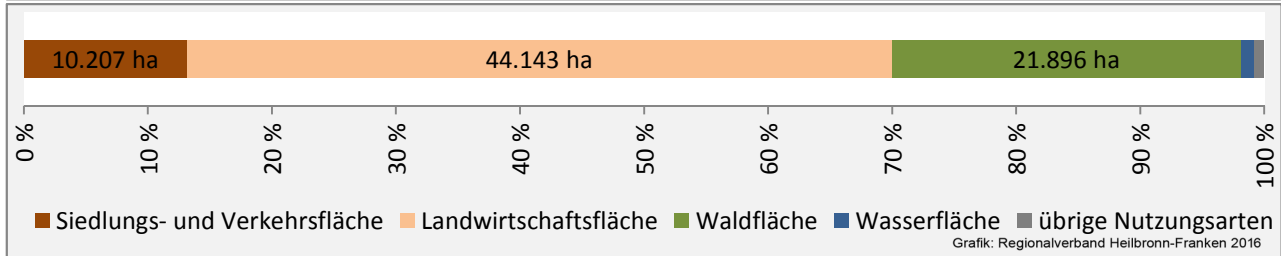 10.207 ha 44.143 ha 21.896 ha
0 % 10 % 20 % 30 % 40 % 50 % 60 % 70 % 80 % 90 % 100 %
Siedlungs- und Verkehrsfläche Landwirtschaftsfläche Waldfläche Wasserfläche übrige Nutzungsarten
Grafik: Regionalverband Heilbronn-Franken 2016